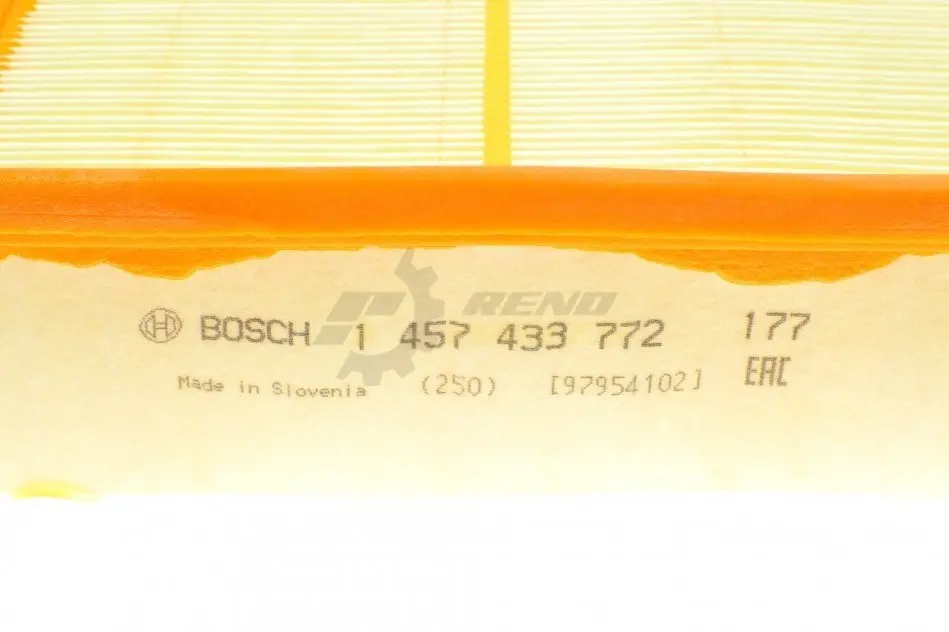 RENO
BOSCH 1 457 433 772 177
Made in Slovenia (250) [97954102] EAC